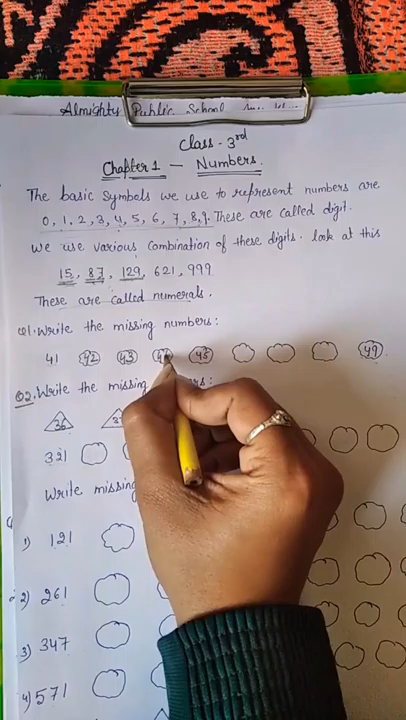 Almighty Public School
Class - 3rd
Chapter 1 - Numbers.
The basic symbols we use to represent numbers are
0, 1, 2, 3, 4, 5, 6, 7, 8, 9. These are called digit.
We use various combination of these digits. look at this
15, 87, 129, 621, 999
These are called numerals.
Q1. Write the missing numbers:
41 42 43 45 49
Q2. Write the missing
36
321
Write missing
1) 121
2) 261
3) 347
4) 571